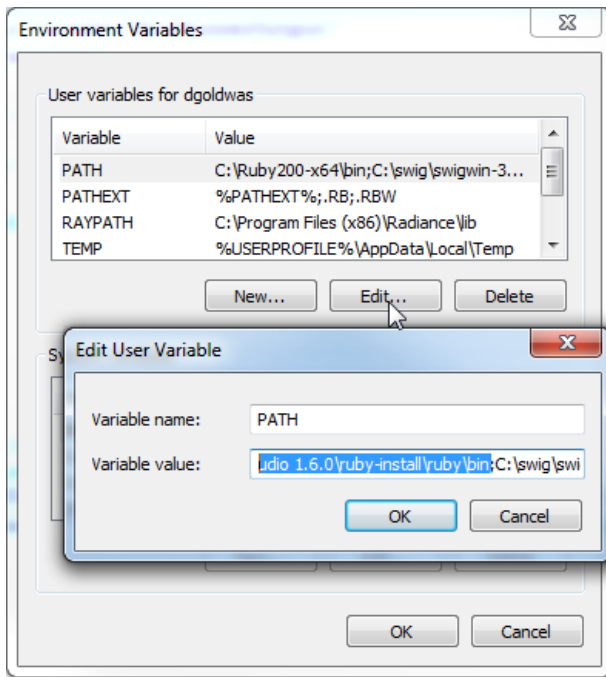 Environment Variables
User variables for dgoldwas
Variable Value
PATH C:\Ruby200-x64\bin;C:\swig\swigwin-3...
PATHEXT %PATHEXT%;.RB;.RBW
RAYPATH C:\Program Files (x86)\Radiance\lib
TEMP %USERPROFILE%\AppData\Local\Temp
New... Edit... Delete
Sy
Edit User Variable
Variable name: PATH
Variable value: udio 1.6.0\ruby-install\ruby\bin;C:\swig\swi
OK Cancel
OK Cancel